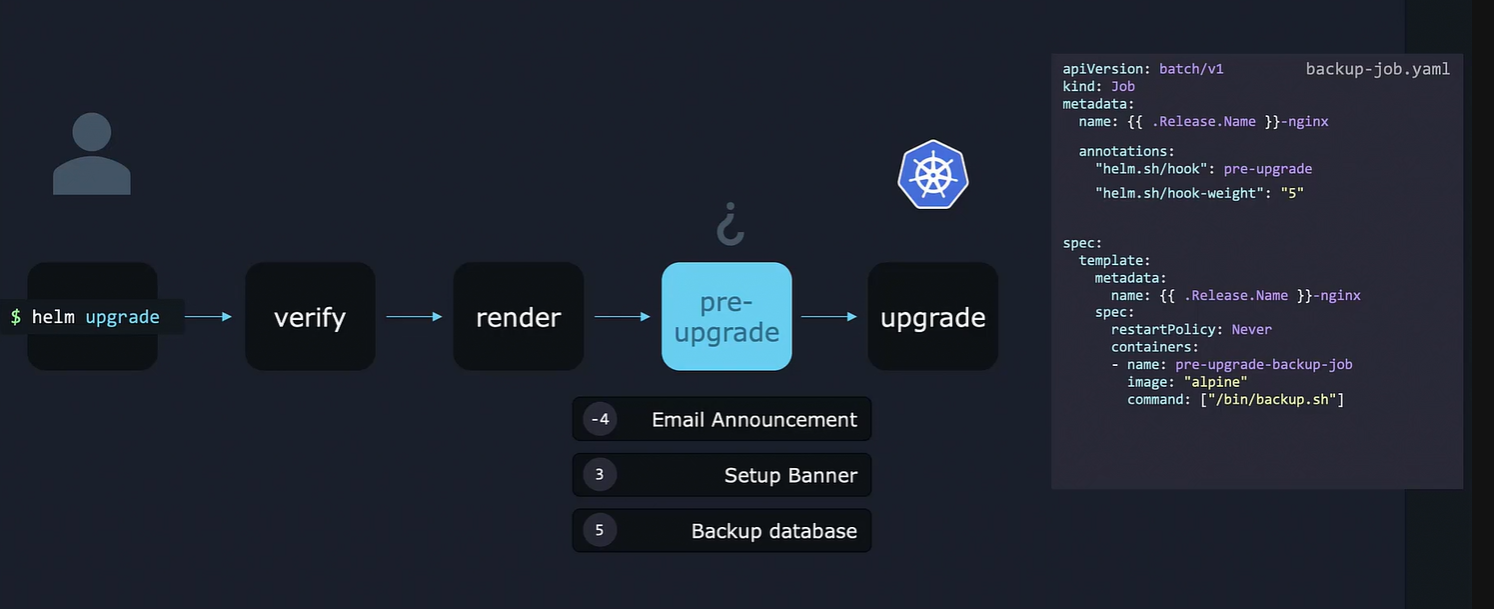 $ helm upgrade
verify
render
pre-
upgrade
upgrade
-4 Email Announcement
3 Setup Banner
5 Backup database
backup-job.yaml
apiVersion: batch/v1
kind: Job
metadata:
  name: {{ .Release.Name }}-nginx
  annotations:
    "helm.sh/hook": pre-upgrade
    "helm.sh/hook-weight": "5"
spec:
  template:
    metadata:
      name: {{ .Release.Name }}-nginx
    spec:
      restartPolicy: Never
      containers:
      - name: pre-upgrade-backup-job
        image: "alpine"
        command: ["/bin/backup.sh"]